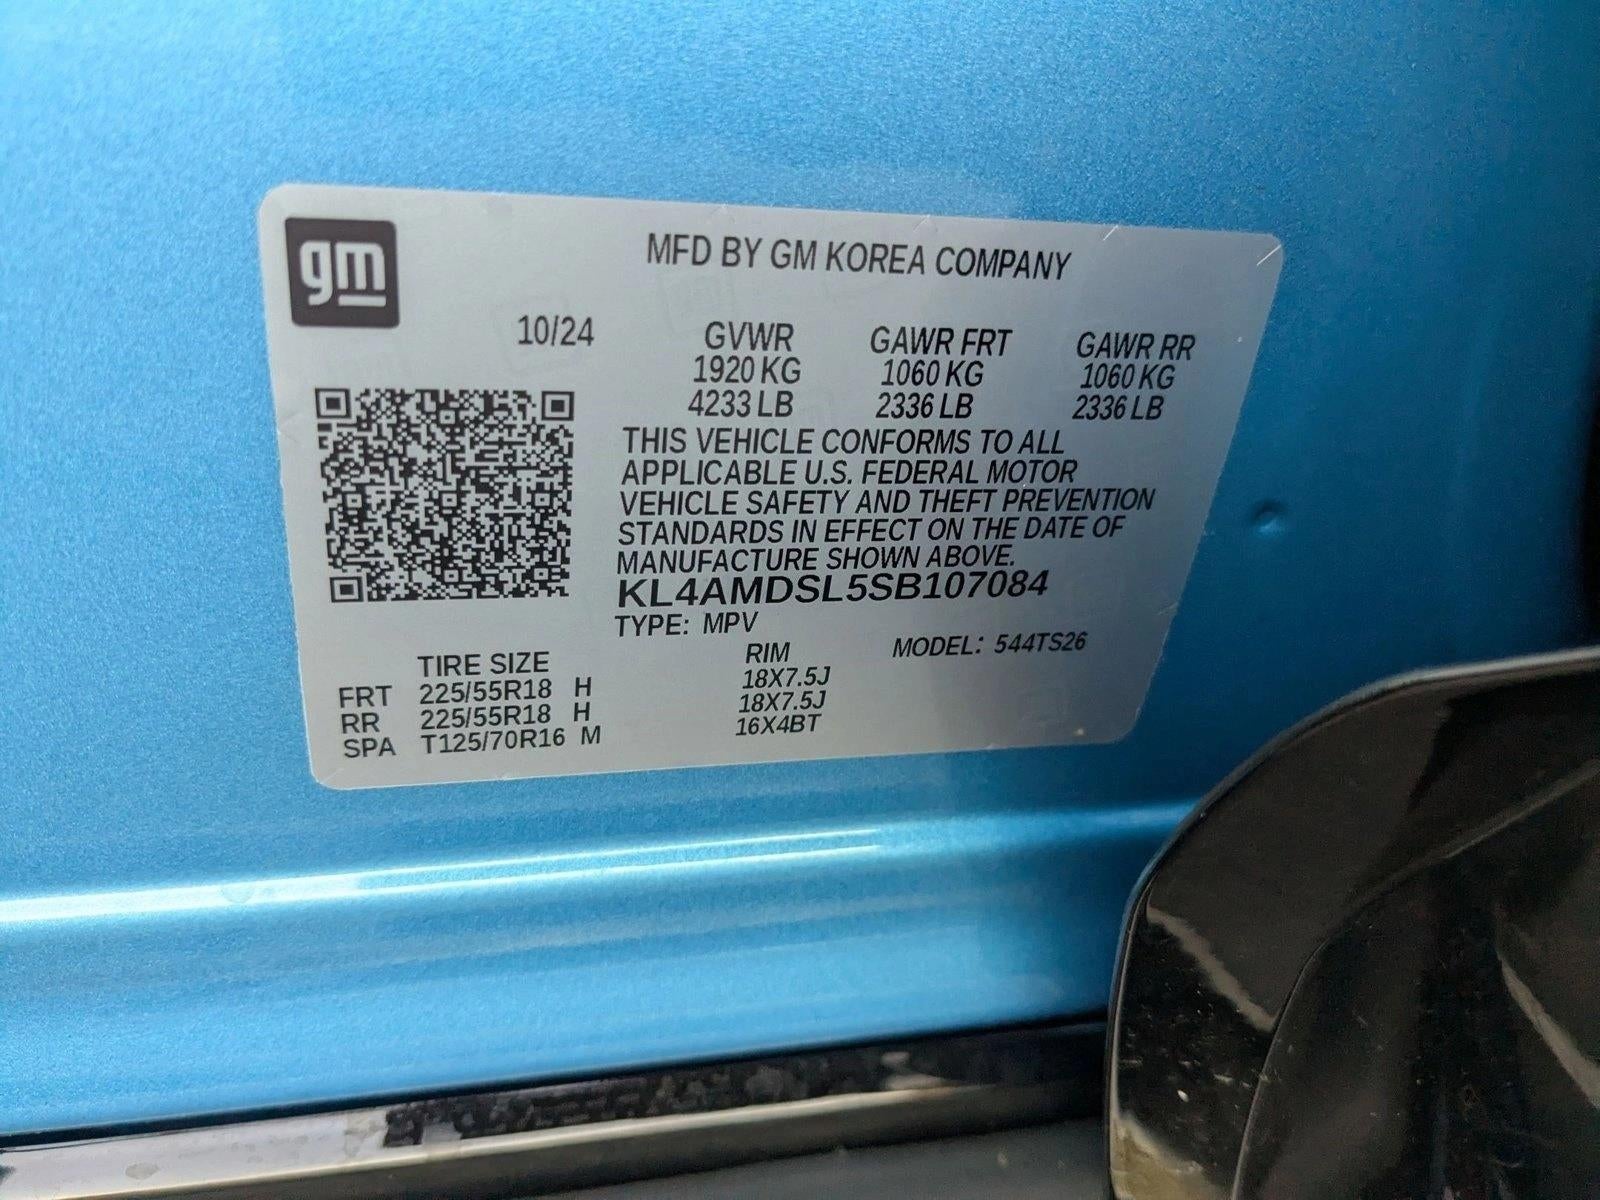 gm
MFD BY GM KOREA COMPANY
10/24 GVWR GAWR FRT GAWR RR
1920 KG 1060 KG 1060 KG
4233 LB 2336 LB 2336 LB
THIS VEHICLE CONFORMS TO ALL
APPLICABLE U.S. FEDERAL MOTOR
VEHICLE SAFETY AND THEFT PREVENTION
STANDARDS IN EFFECT ON THE DATE OF
MANUFACTURE SHOWN ABOVE.
KL4AMDSL5SB107084
TYPE: MPV MODEL: 544TS26
TIRE SIZE RIM
FRT 225/55R18 H 18X7.5J
RR 225/55R18 H 18X7.5J
SPA T125/70R16 M 16X4BT